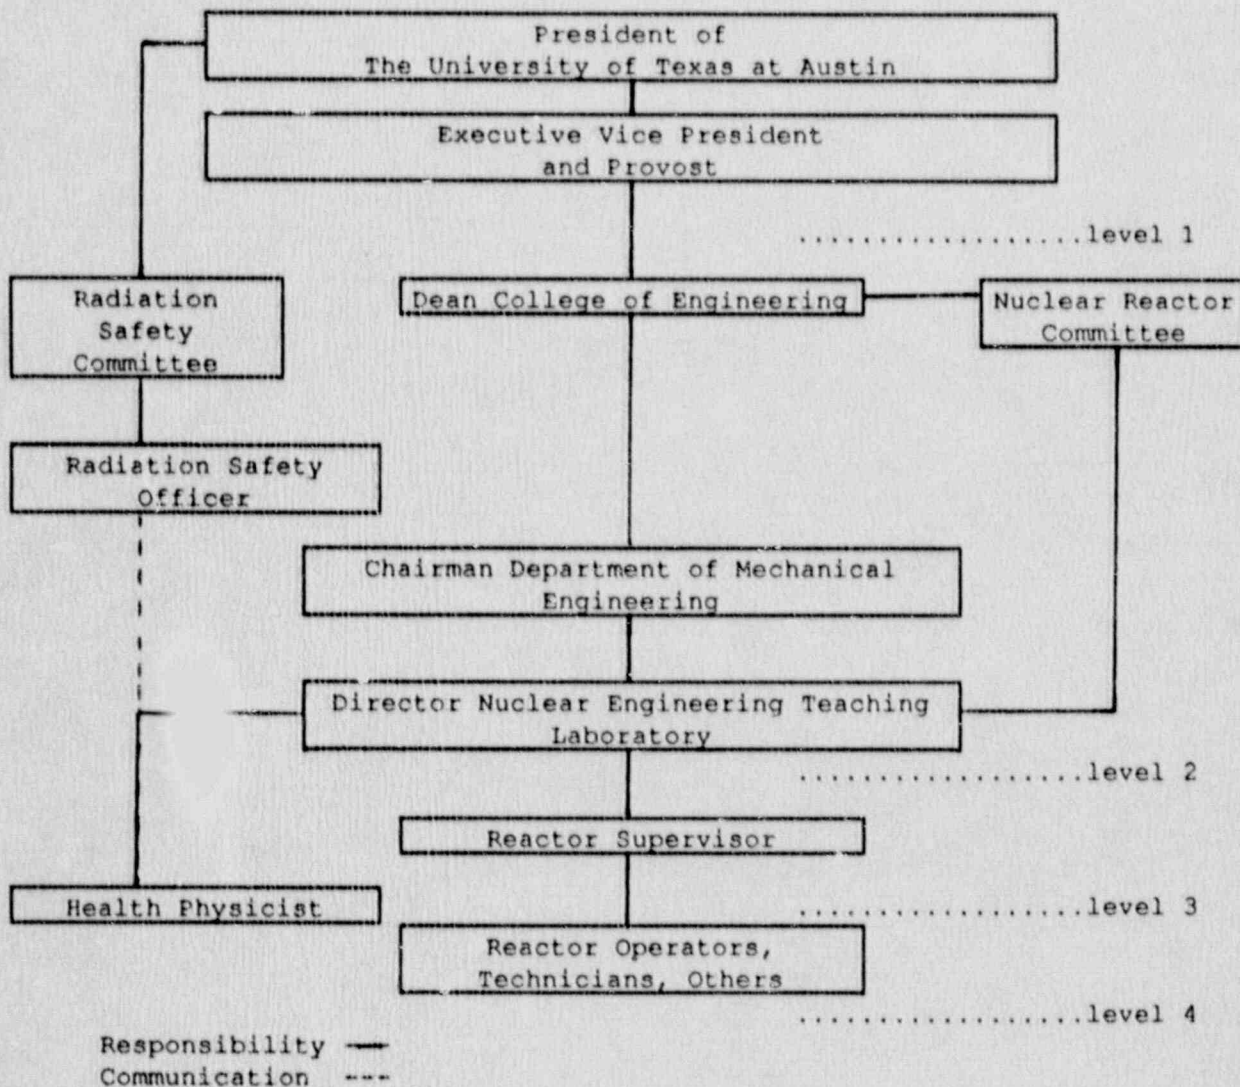 President of
The University of Texas at Austin
Executive Vice President
and Provost
..................level 1
Radiation
Safety
Committee
Dean College of Engineering
Nuclear Reactor
Committee
Radiation Safety
Officer
Chairman Department of Mechanical
Engineering
Director Nuclear Engineering Teaching
Laboratory
..................level 2
Reactor Supervisor
Health Physicist
..................level 3
Reactor Operators,
Technicians, Others
..................level 4
Responsibility
Communication